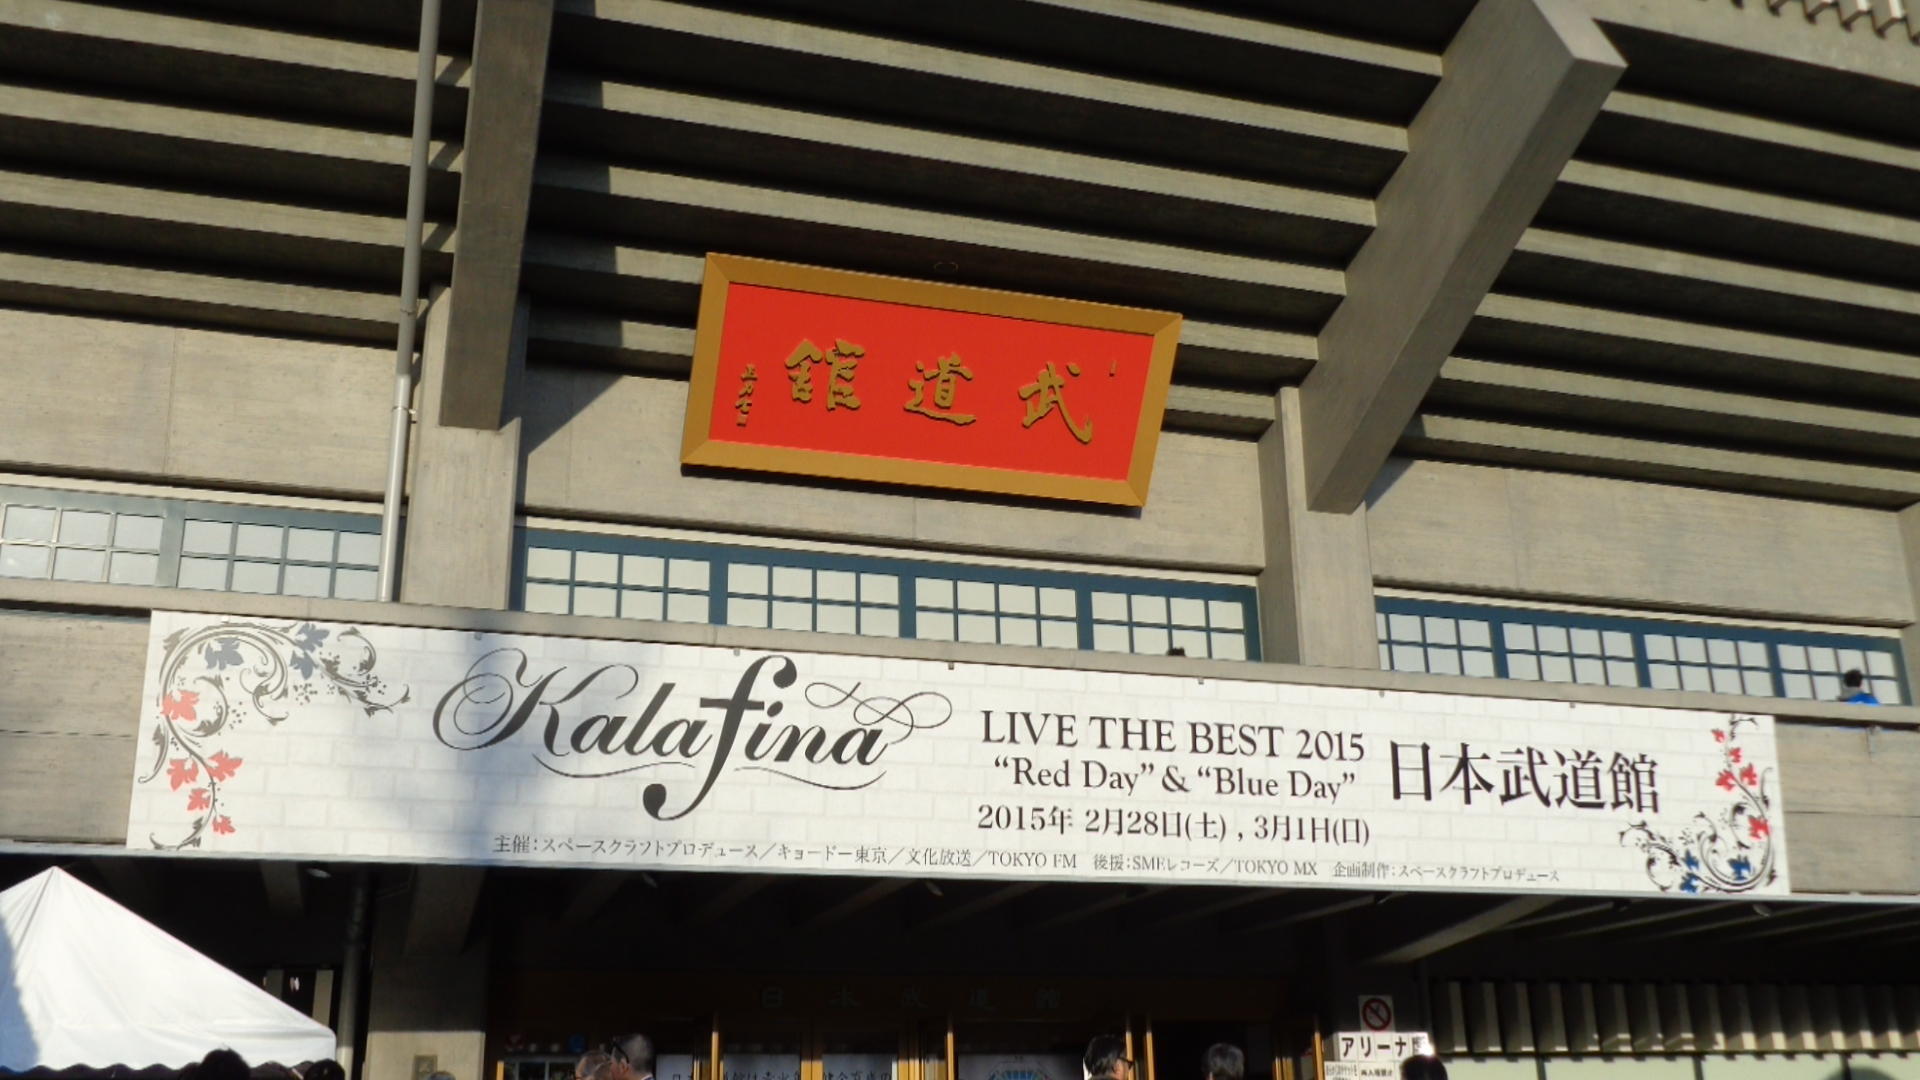 武道館
Kalafina
LIVE THE BEST 2015
“Red Day” & “Blue Day”
2015年 2月28日(土) , 3月1日(日)
日本武道館
主催：スペースクラフトプロデュース／キョードー東京／文化放送／TOKYO FM 後援：SMEレコーズ／TOKYO MX 企画制作：スペースクラフトプロデュース
日本武道館
アリーナ